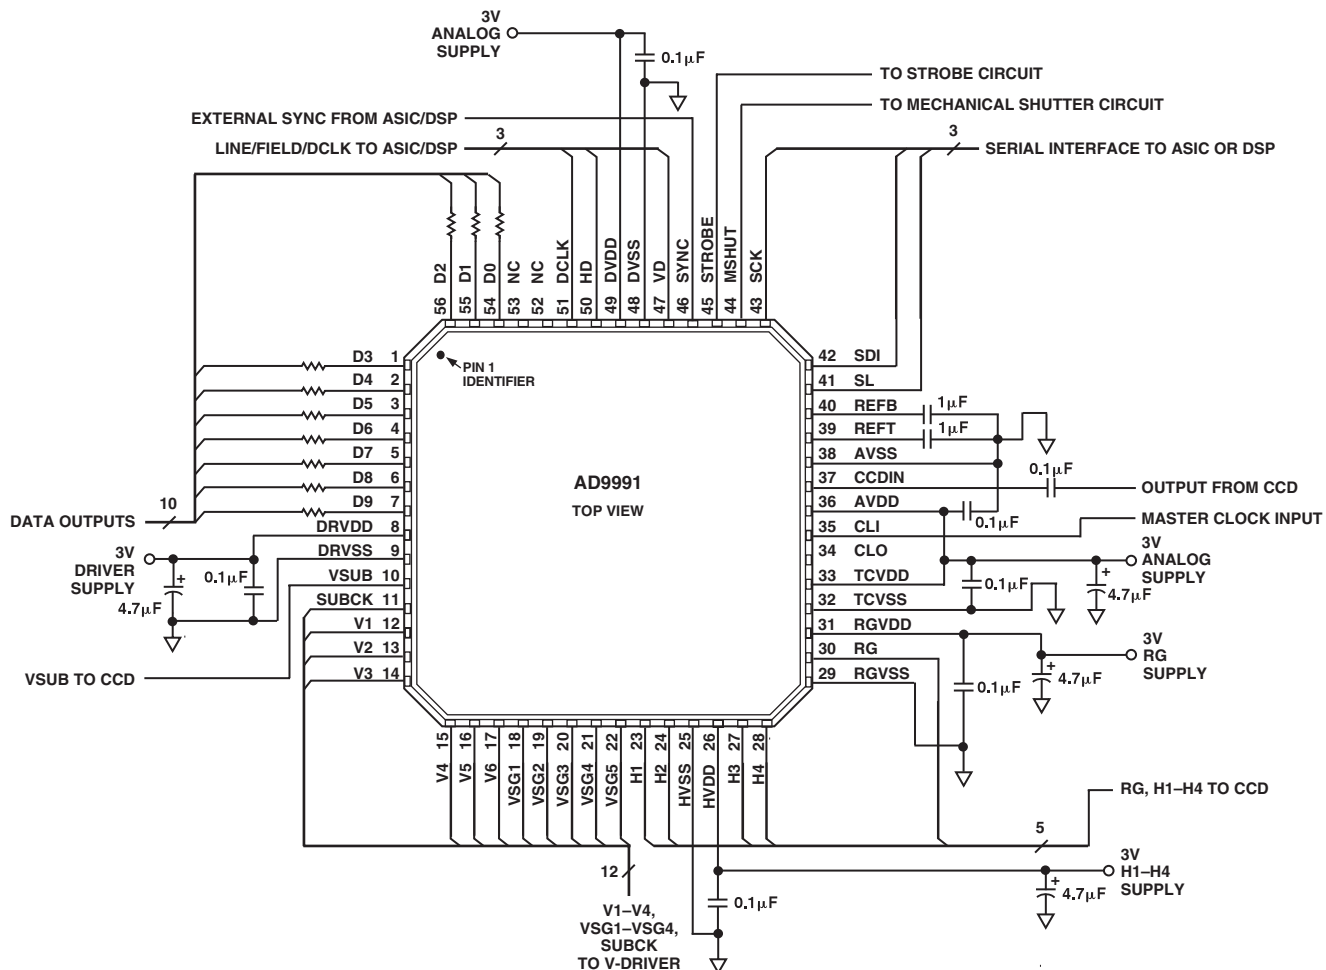 3V
ANALOG
SUPPLY
0.1μF
TO STROBE CIRCUIT
TO MECHANICAL SHUTTER CIRCUIT
EXTERNAL SYNC FROM ASIC/DSP
3
LINE/FIELD/DCLK TO ASIC/DSP
3
SERIAL INTERFACE TO ASIC OR DSP
56 D2
55 D1
54 D0
53 NC
52 NC
51 DCLK
50 HD
49 DVDD
48 DVSS
47 VD
46 SYNC
45 STROBE
44 MSHUT
43 SCK
PIN 1
IDENTIFIER
D3 1
D4 2
D5 3
D6 4
D7 5
D8 6
D9 7
DRVDD 8
DRVSS 9
VSUB 10
SUBCK 11
V1 12
V2 13
V3 14
10
DATA OUTPUTS
3V
DRIVER
SUPPLY
0.1μF
4.7μF
VSUB TO CCD
AD9991
TOP VIEW
42 SDI
41 SL
40 REFB
39 REFT
38 AVSS
37 CCDIN
36 AVDD
35 CLI
34 CLO
33 TCVDD
32 TCVSS
31 RGVDD
30 RG
29 RGVSS
1μF
1μF
0.1μF
OUTPUT FROM CCD
0.1μF
MASTER CLOCK INPUT
3V
ANALOG
SUPPLY
0.1μF
4.7μF
3V
RG
SUPPLY
0.1μF
4.7μF
15 V4
16 V5
17 V6
18 VSG1
19 VSG2
20 VSG3
21 VSG4
22 VSG5
23 H1
24 H2
25 HVSS
26 HVDD
27 H3
28 H4
RG, H1–H4 TO CCD
5
3V
H1–H4
SUPPLY
4.7μF
0.1μF
12
V1–V4,
VSG1–VSG4,
SUBCK
TO V-DRIVER